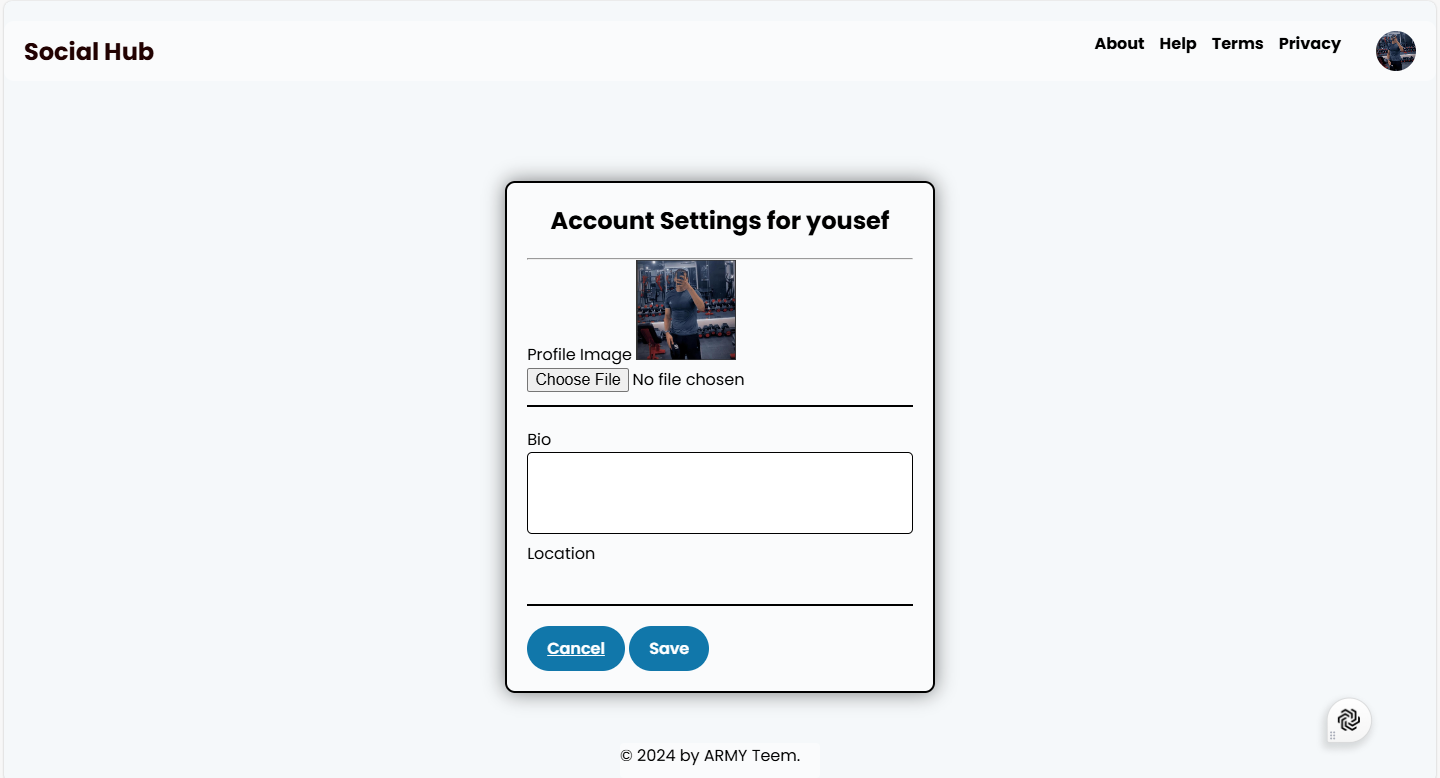 Social Hub
About Help Terms Privacy
Account Settings for yousef
Profile Image
Choose File No file chosen
Bio
Location
Cancel Save
© 2024 by ARMY Teem.